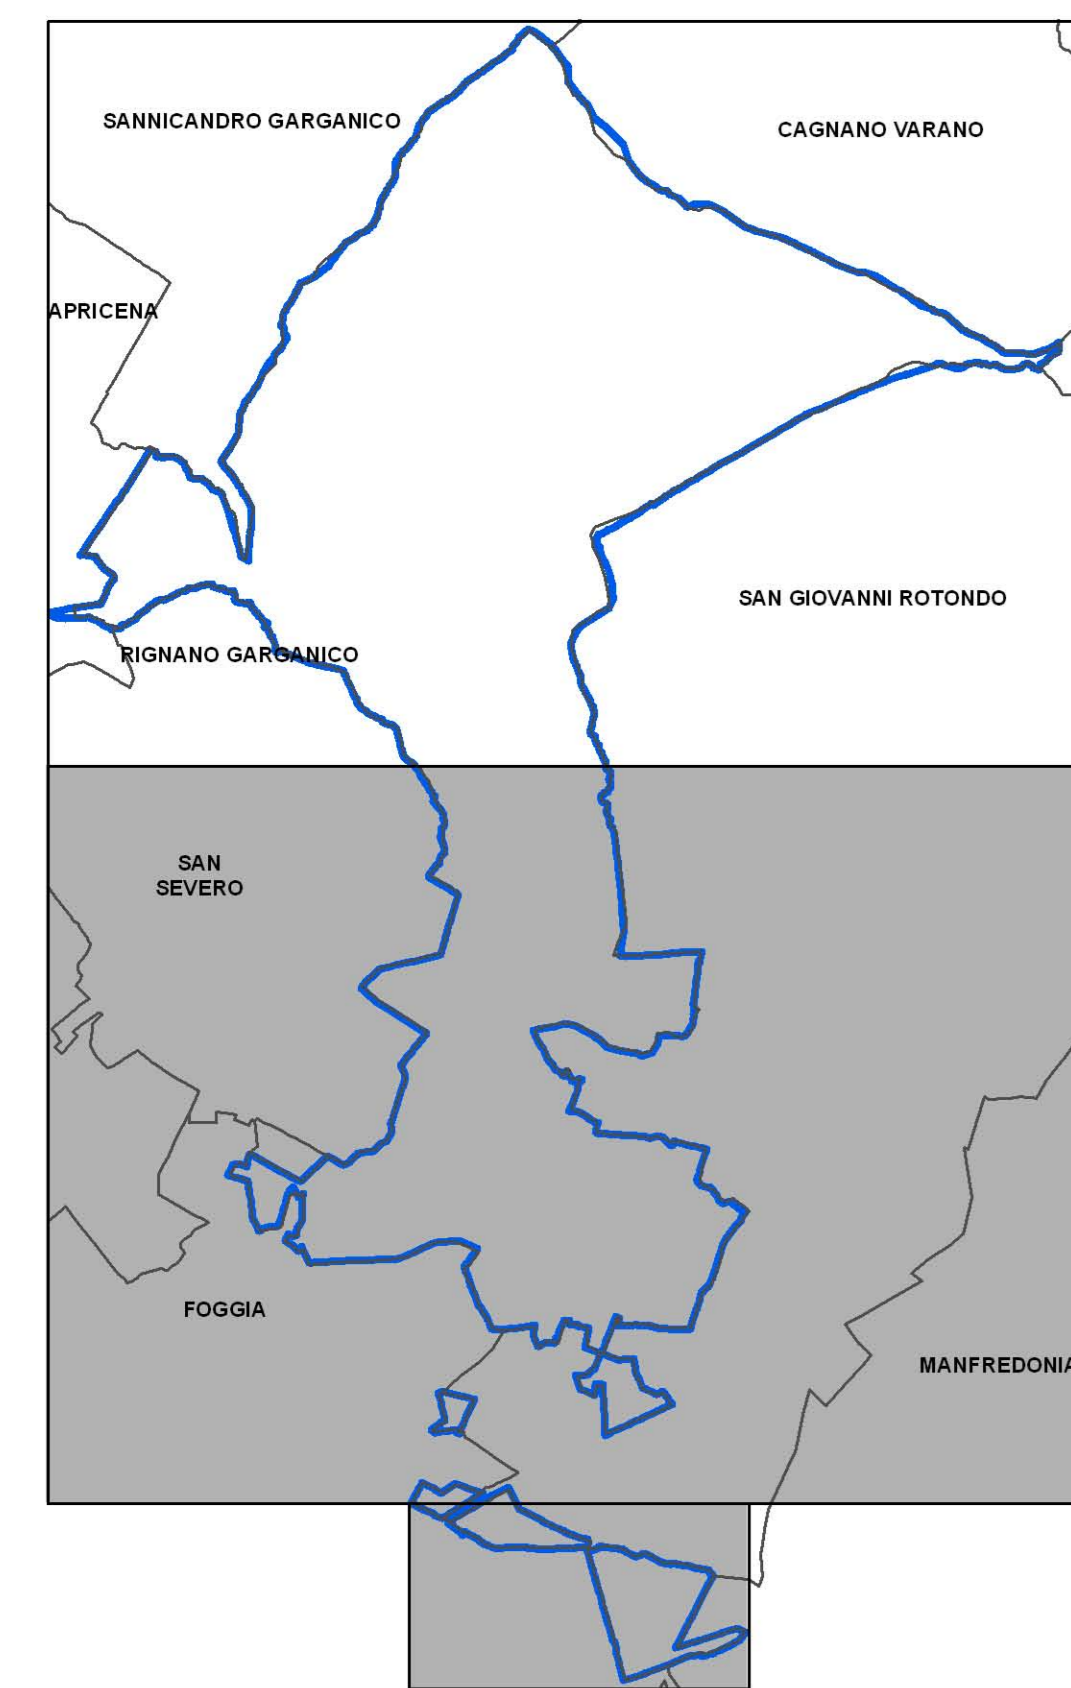 SANNICANDRO GARGANICO
CAGNANO VARANO
APRICENA
SAN GIOVANNI ROTONDO
RIGNANO GARGANICO
SAN
SEVERO
FOGGIA
MANFREDONIA